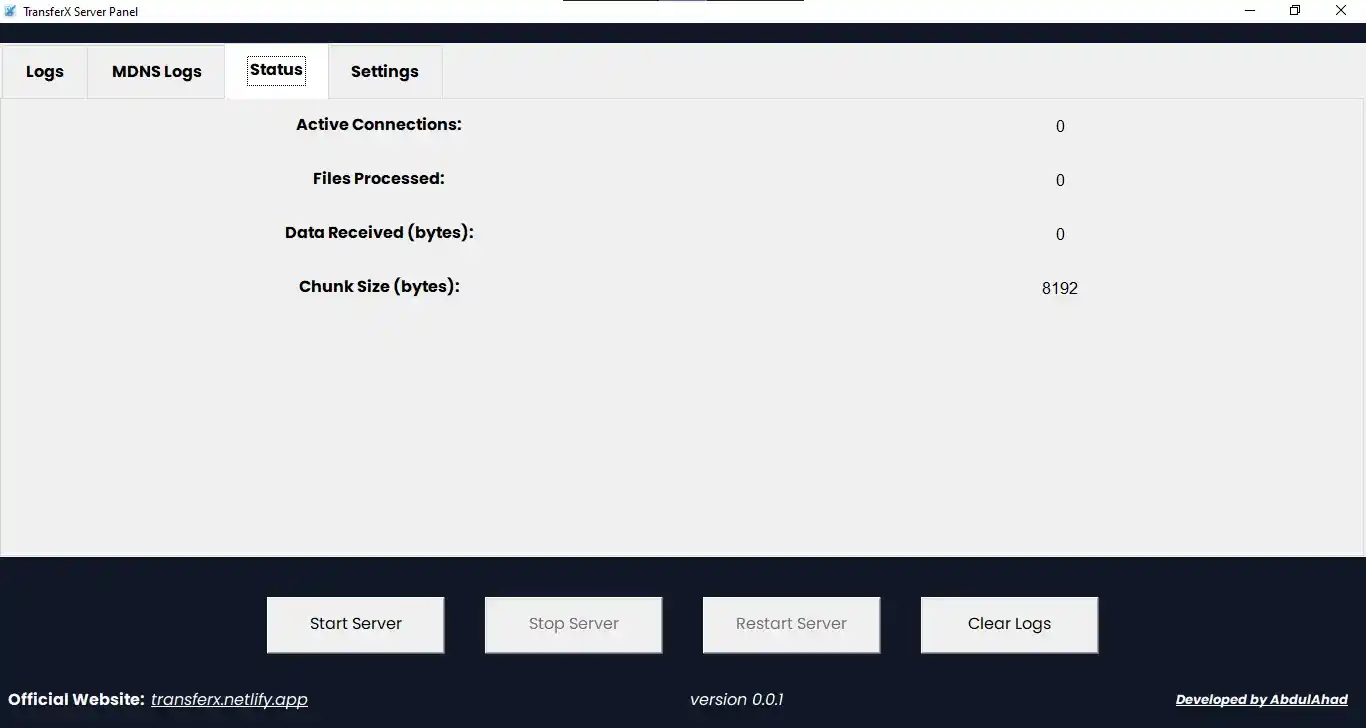 TransferX Server Panel
Logs MDNS Logs Status Settings
Active Connections: 0
Files Processed: 0
Data Received (bytes): 0
Chunk Size (bytes): 8192
Start Server Stop Server Restart Server Clear Logs
Official Website: transferx.netlify.app version 0.0.1 Developed by AbdulAhad